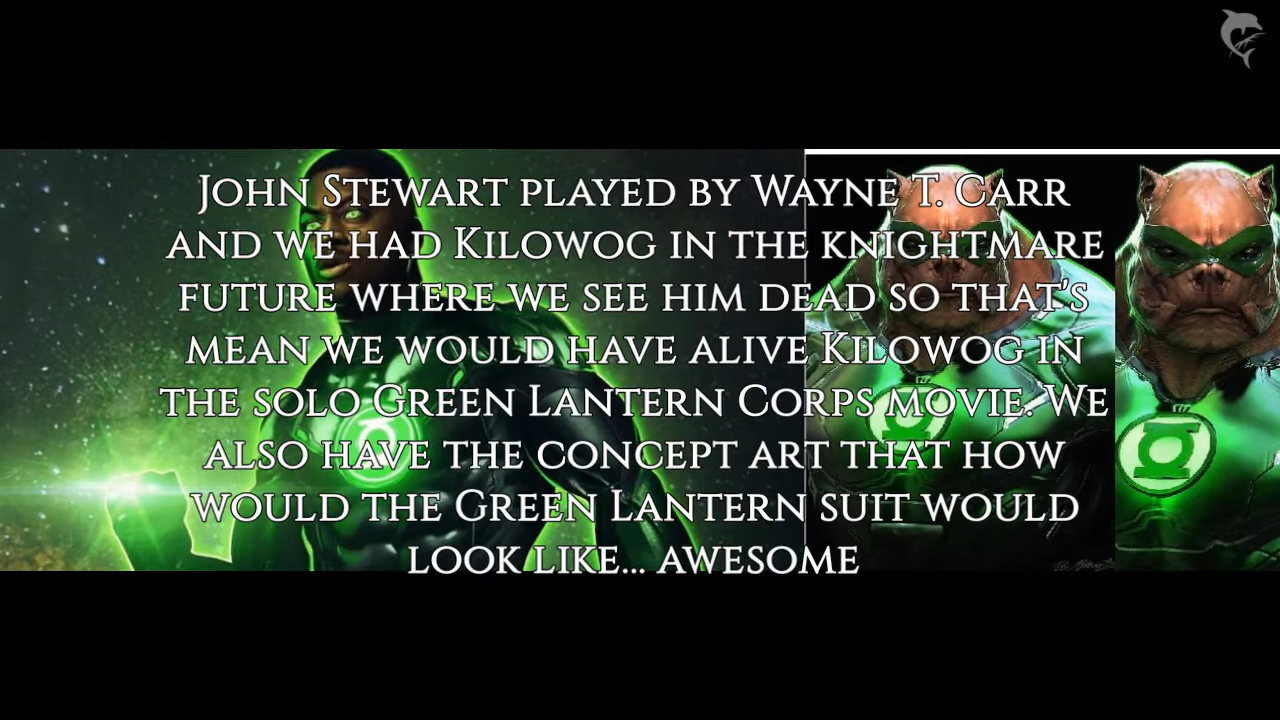 John Stewart played by Wayne T. Carr
and we had Kilowog in the knightmare
future where we see him dead so that's
mean we would have alive Kilowog in
the solo Green Lantern Corps movie. We
also have the concept art that how
would the Green Lantern suit would
look like... awesome